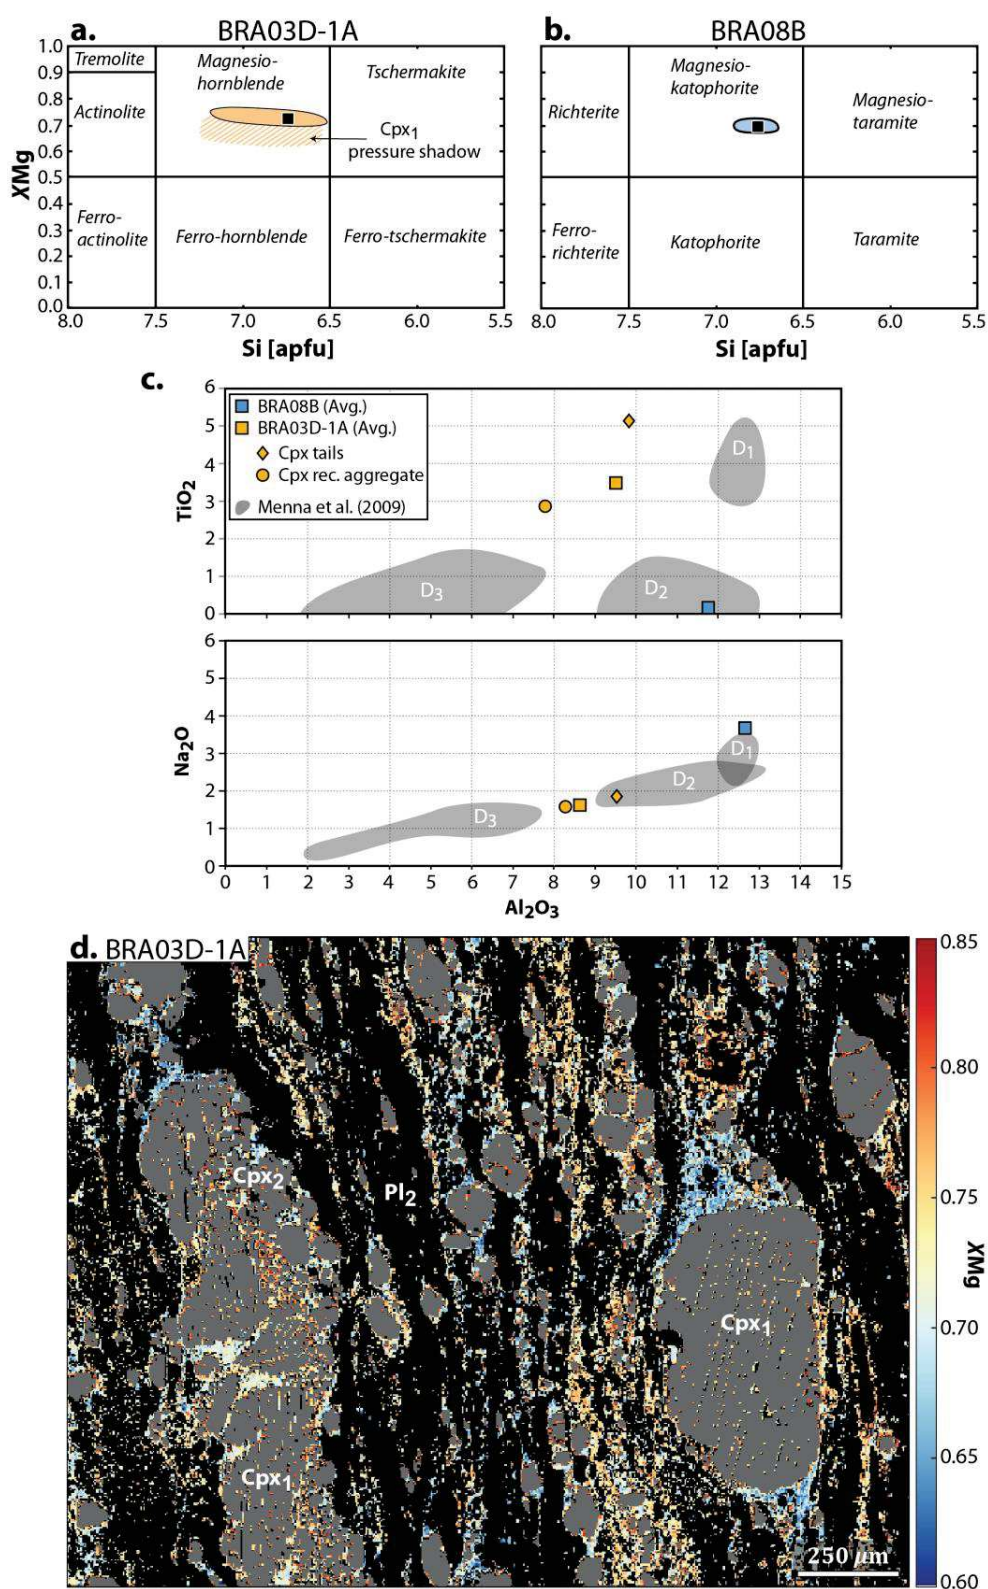 a. BRA03D-1A
1.0
0.9
0.8
0.7
0.6
0.5
0.4
0.3
0.2
0.1
0.0
XMg
Tremolite
Magnesio-
hornblende
Tschermakite
Actinolite
Cpx1
pressure shadow
Ferro-
actinolite
Ferro-hornblende
Ferro-tschermakite
8.0 7.5 7.0 6.5 6.0 5.5
Si [apfu]
b. BRA08B
Magnesio-
katophorite
Richterite
Magnesio-
taramite
Ferro-
richterite
Katophorite
Taramite
8.0 7.5 7.0 6.5 6.0 5.5
Si [apfu]
c.
6
5
4
3
2
1
0
TiO2
BRA08B (Avg.)
BRA03D-1A (Avg.)
Cpx tails
Cpx rec. aggregate
Menna et al. (2009)
D1
D3
D2
6
5
4
3
2
1
0
Na2O
D1
D2
D3
0 1 2 3 4 5 6 7 8 9 10 11 12 13 14 15
Al2O3
d. BRA03D-1A
Cpx2
Pl2
Cpx1
Cpx1
250 μm
0.85
0.80
0.75
0.70
0.65
0.60
XMg